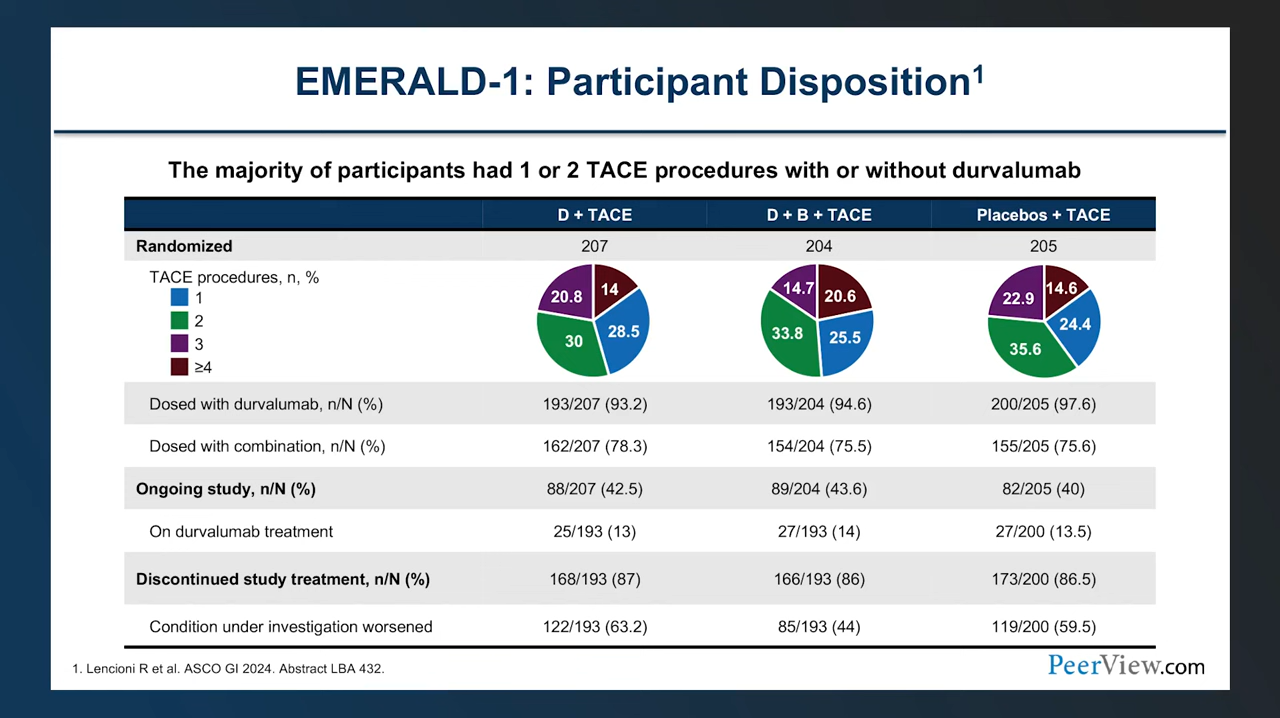 EMERALD-1: Participant Disposition¹
The majority of participants had 1 or 2 TACE procedures with or without durvalumab
D + TACE D + B + TACE Placebos + TACE
Randomized 207 204 205
TACE procedures, n, %
1
2
3
≥4
20.8 14 28.5 30
14.7 20.6 25.5 33.8
22.9 14.6 24.4 35.6
Dosed with durvalumab, n/N (%) 193/207 (93.2) 193/204 (94.6) 200/205 (97.6)
Dosed with combination, n/N (%) 162/207 (78.3) 154/204 (75.5) 155/205 (75.6)
Ongoing study, n/N (%) 88/207 (42.5) 89/204 (43.6) 82/205 (40)
On durvalumab treatment 25/193 (13) 27/193 (14) 27/200 (13.5)
Discontinued study treatment, n/N (%) 168/193 (87) 166/193 (86) 173/200 (86.5)
Condition under investigation worsened 122/193 (63.2) 85/193 (44) 119/200 (59.5)
1. Lencioni R et al. ASCO GI 2024. Abstract LBA 432.
PeerView.com